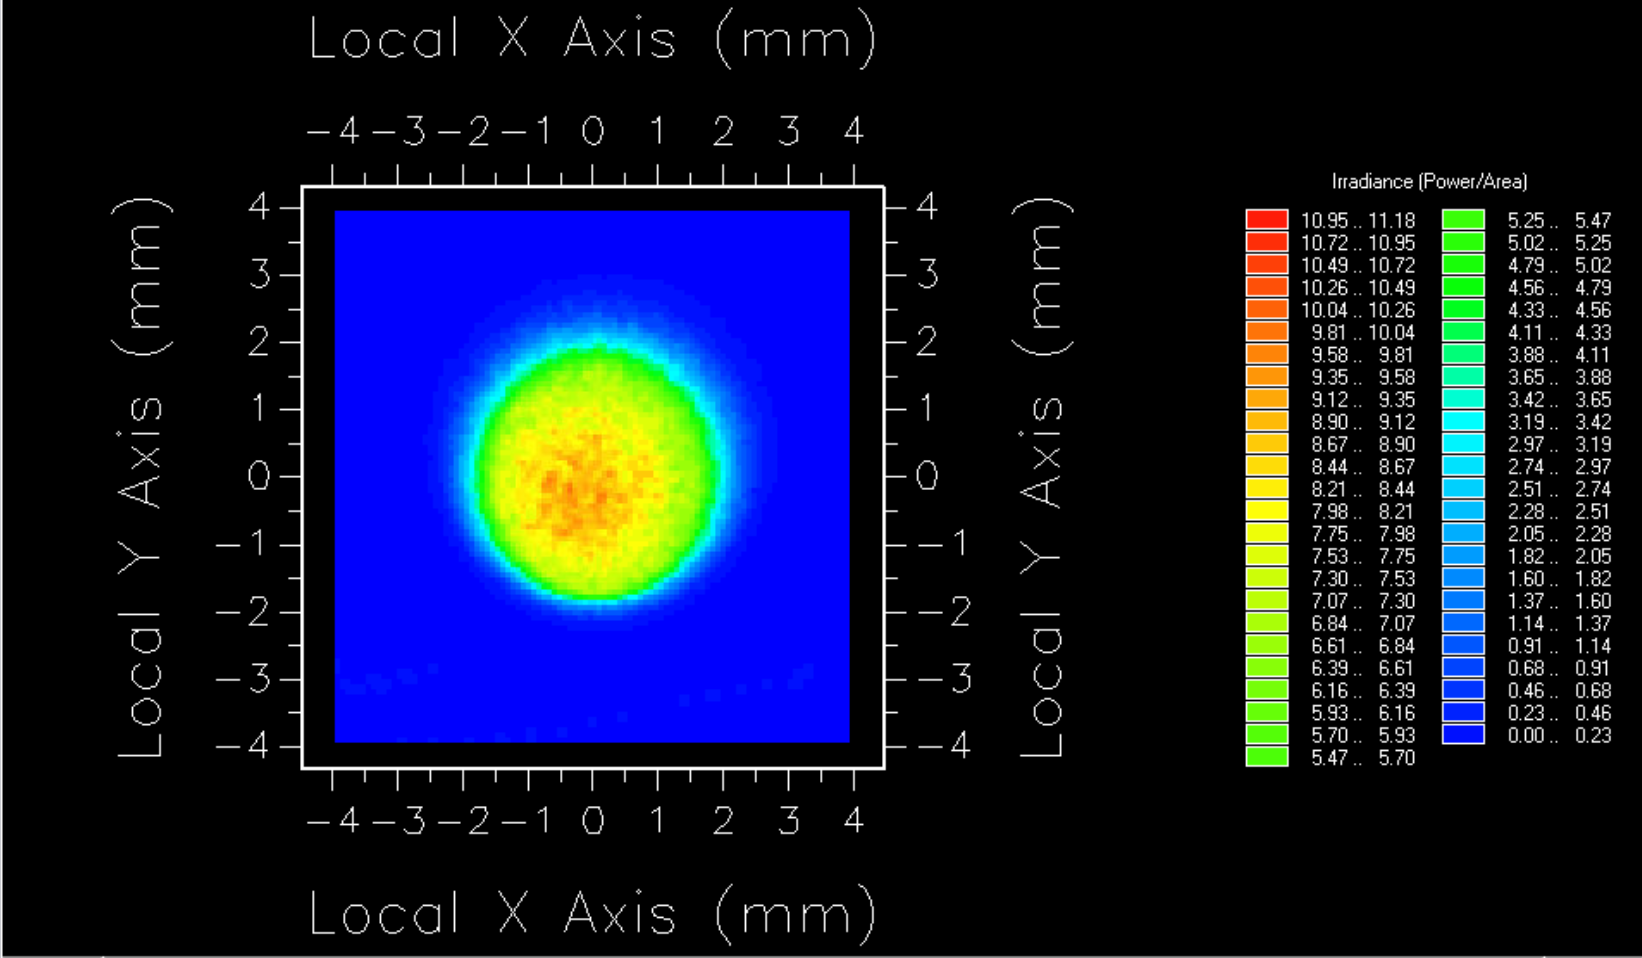 Local X Axis (mm)
-4 -3 -2 -1 0 1 2 3 4
Local Y Axis (mm)
4
3
2
1
0
-1
-2
-3
-4
4
3
2
1
0
-1
-2
-3
-4
Local Y Axis (mm)
-4 -3 -2 -1 0 1 2 3 4
Local X Axis (mm)
Irradiance (Power/Area)
10.95 .. 11.18
10.72 .. 10.95
10.49 .. 10.72
10.26 .. 10.49
10.04 .. 10.26
9.81 .. 10.04
9.58 .. 9.81
9.35 .. 9.58
9.12 .. 9.35
8.90 .. 9.12
8.67 .. 8.90
8.44 .. 8.67
8.21 .. 8.44
7.98 .. 8.21
7.75 .. 7.98
7.53 .. 7.75
7.30 .. 7.53
7.07 .. 7.30
6.84 .. 7.07
6.61 .. 6.84
6.39 .. 6.61
6.16 .. 6.39
5.93 .. 6.16
5.70 .. 5.93
5.47 .. 5.70
5.25 .. 5.47
5.02 .. 5.25
4.79 .. 5.02
4.56 .. 4.79
4.33 .. 4.56
4.11 .. 4.33
3.88 .. 4.11
3.65 .. 3.88
3.42 .. 3.65
3.19 .. 3.42
2.97 .. 3.19
2.74 .. 2.97
2.51 .. 2.74
2.28 .. 2.51
2.05 .. 2.28
1.82 .. 2.05
1.60 .. 1.82
1.37 .. 1.60
1.14 .. 1.37
0.91 .. 1.14
0.68 .. 0.91
0.46 .. 0.68
0.23 .. 0.46
0.00 .. 0.23